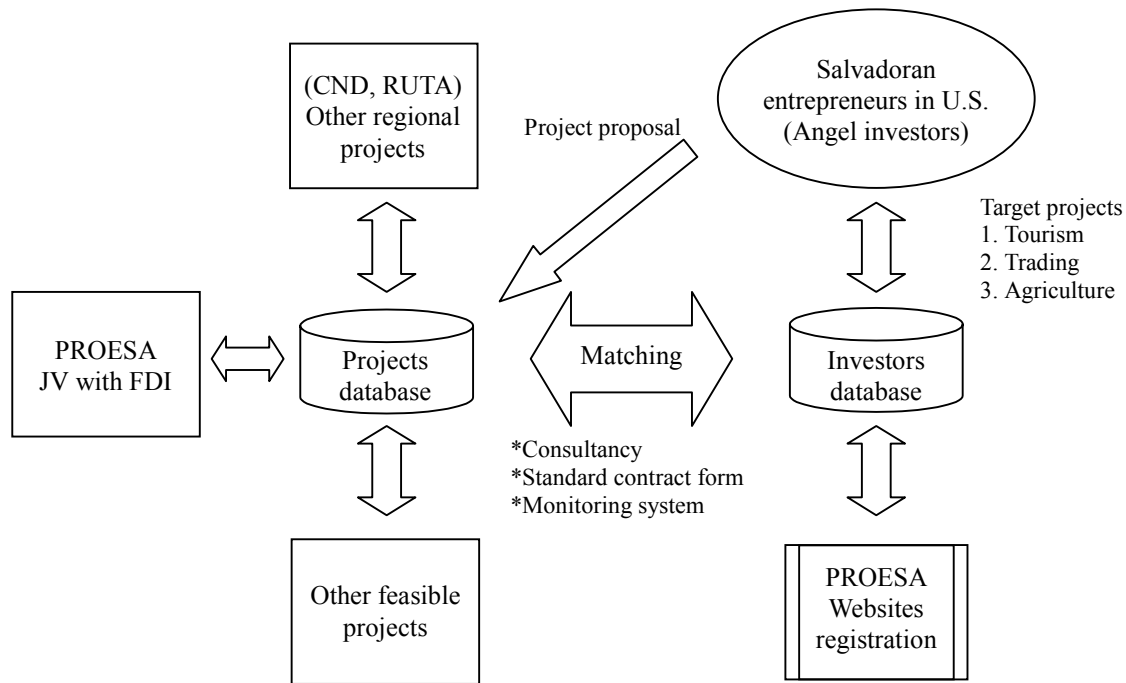 (CND, RUTA)
Other regional
projects
Project proposal
Salvadoran
entrepreneurs in U.S.
(Angel investors)
Target projects
1. Tourism
2. Trading
3. Agriculture
PROESA
JV with FDI
Projects
database
Matching
Investors
database
*Consultancy
*Standard contract form
*Monitoring system
Other feasible
projects
PROESA
Websites
registration